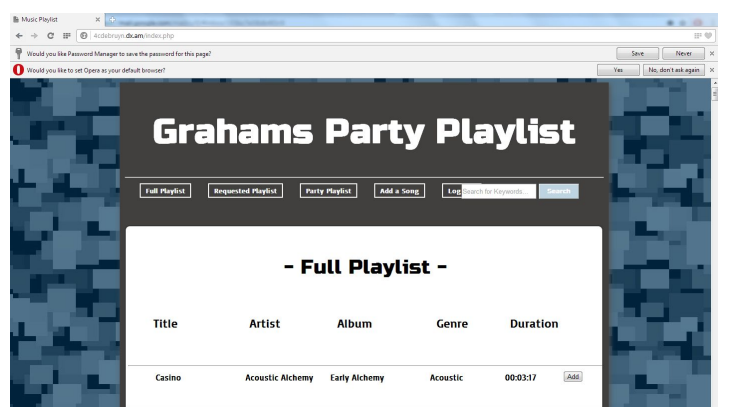 Music Playlist
4cdebruyn.dx.am/index.php
Would you like Password Manager to save the password for this page? Save Never
Would you like to set Opera as your default browser? Yes No, don't ask again
Grahams Party Playlist
Full Playlist Requested Playlist Party Playlist Add a Song Log Search for Keywords... Search
- Full Playlist -
Title Artist Album Genre Duration
Casino Acoustic Alchemy Early Alchemy Acoustic 00:03:17 Add